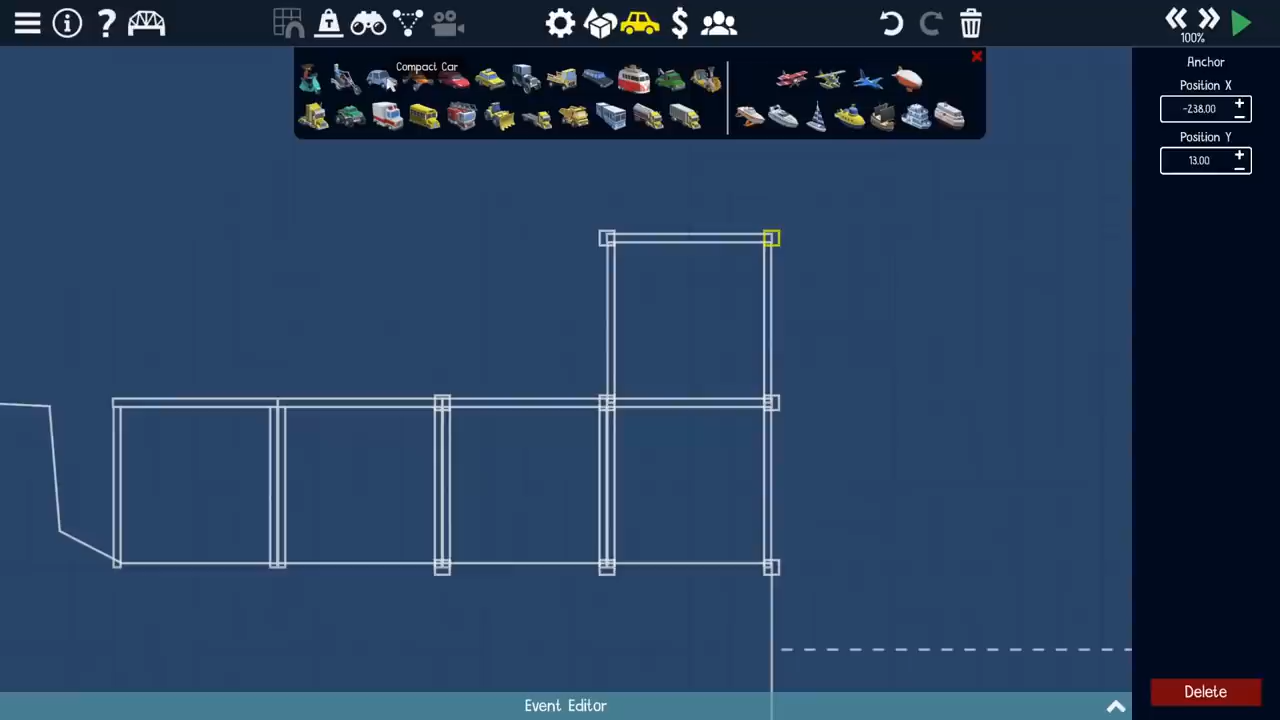 100%
Compact Car
Anchor
Position X
-238.00
Position Y
13.00
Delete
Event Editor